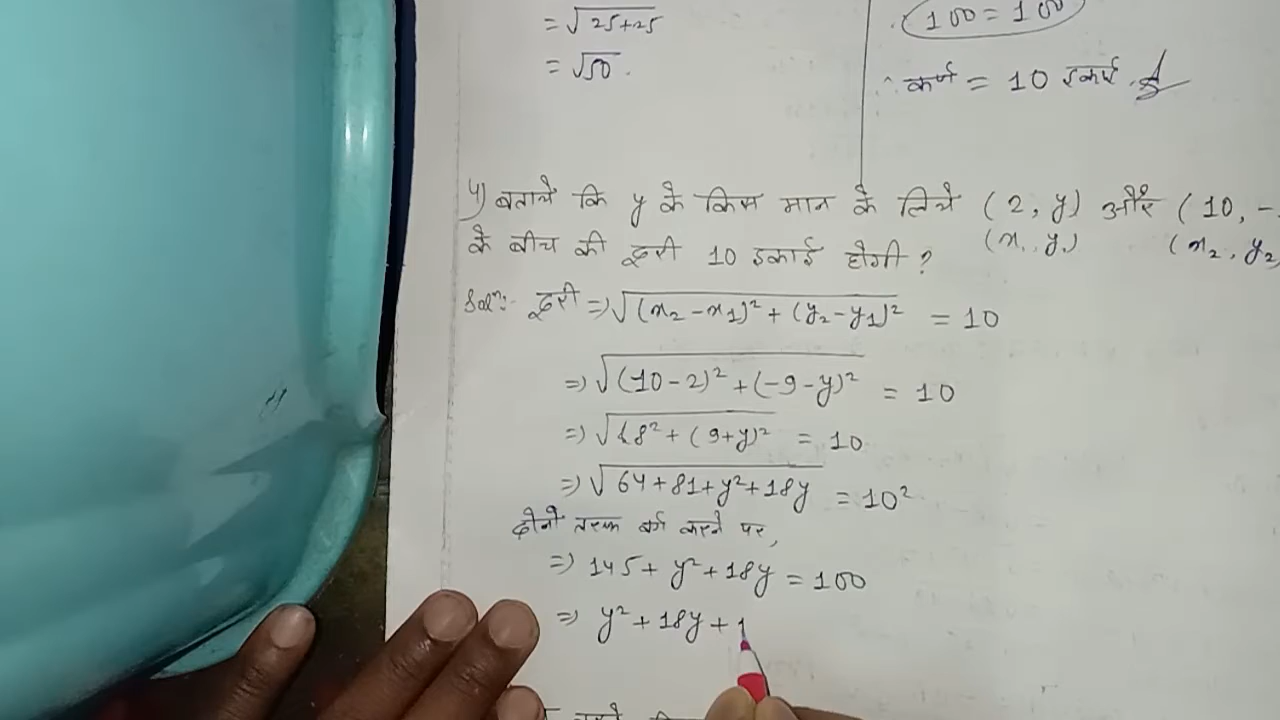 = √25+25
= √50.
100 = 100
∴ कर्ण = 10 इकाई
4) बतायें कि y के किस मान के लिये (2, y) और (10, -
(x1 y1) (x2, y2
के बीच की दूरी 10 इकाई होगी ?
Solⁿ:- दूरी ⇒ √(x2-x1)² + (y2-y1)² = 10
⇒ √(10-2)² + (-9-y)² = 10
⇒ √(8² + (9+y)² = 10
⇒ √64+81+y²+18y = 10²
दोनों तरफ वर्ग करने पर,
⇒ 145 + y² + 18y = 100
⇒ y² + 18y + 1